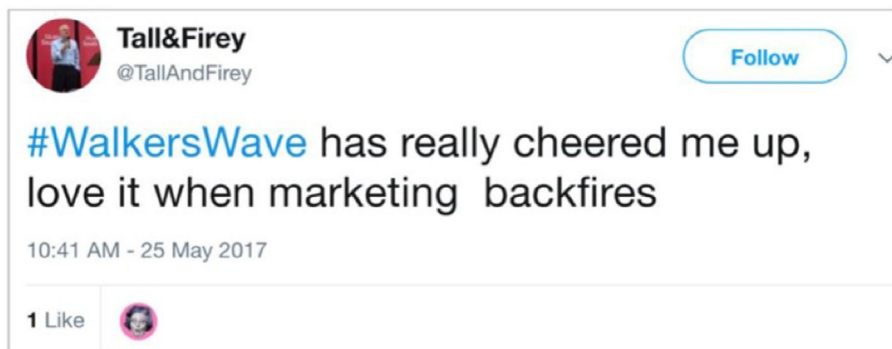 Tall&Firey
@TallAndFirey
Follow
#WalkersWave has really cheered me up,
love it when marketing  backfires
10:41 AM - 25 May 2017
1 Like